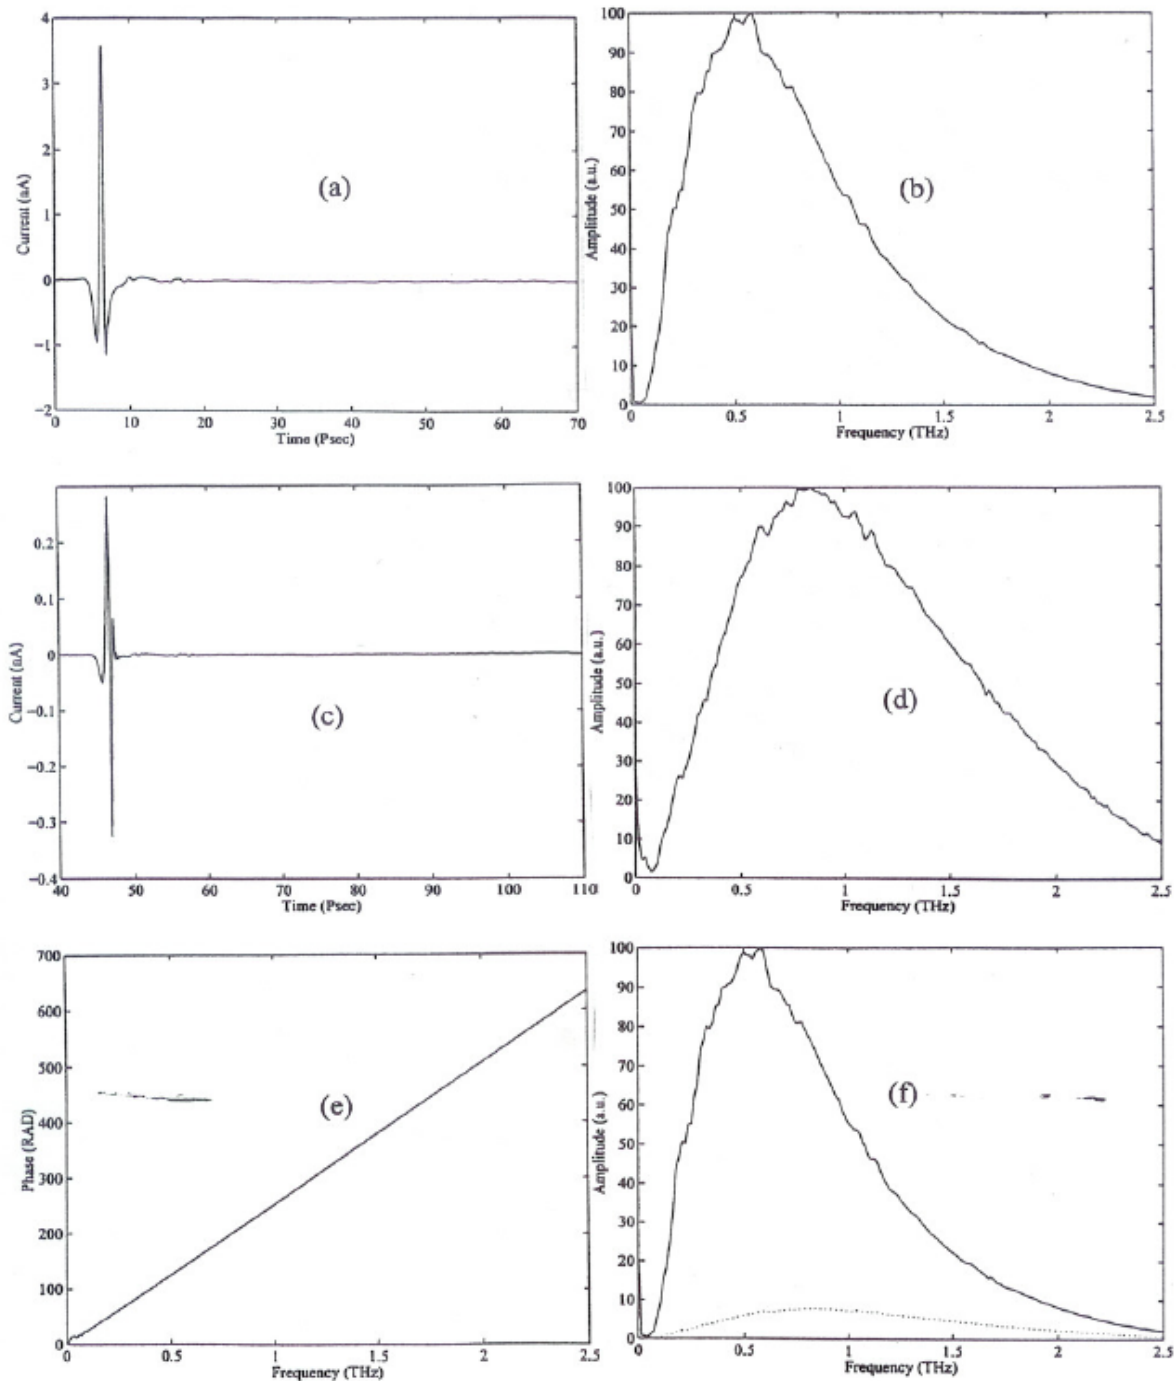 4
3
2
1
0
−1
−2
Current (nA)
(a)
0 10 20 30 40 50 60 70
Time (Psec)
100
90
80
70
60
50
40
30
20
10
0
Amplitude (a.u.)
(b)
0 0.5 1 1.5 2 2.5
Frequency (THz)
0.2
0.1
0
−0.1
−0.2
−0.3
−0.4
Current (nA)
(c)
40 50 60 70 80 90 100 110
Time (Psec)
100
90
80
70
60
50
40
30
20
10
0
Amplitude (a.u.)
(d)
0 0.5 1 1.5 2 2.5
Frequency (THz)
700
600
500
400
300
200
100
0
Phase (RAD)
(e)
0 0.5 1 1.5 2 2.5
Frequency (THz)
100
90
80
70
60
50
40
30
20
10
0
Amplitude (a.u.)
(f)
0 0.5 1 1.5 2 2.5
Frequency (THz)